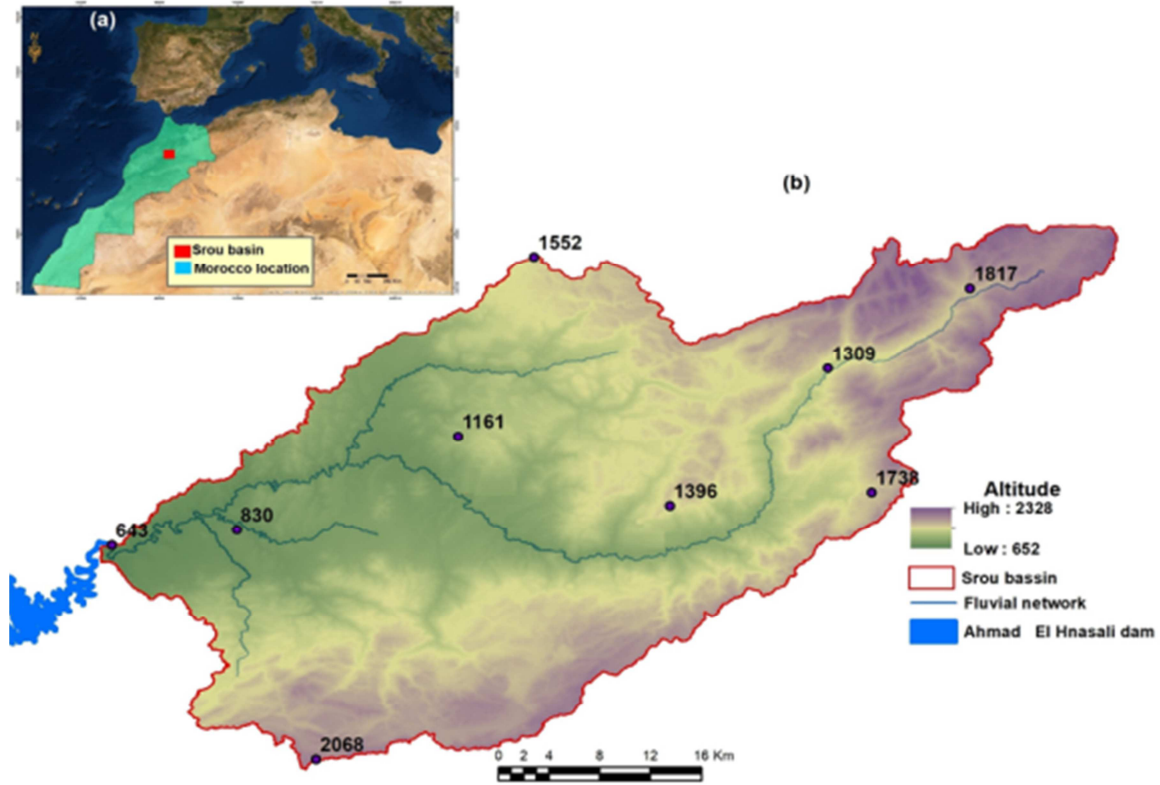 (a)
Srou basin
Morocco location
(b)
1552
1817
1309
1161
1396
1738
643
830
2068
Altitude
High : 2328
Low : 652
Srou bassin
Fluvial network
Ahmad El Hnasali dam
0 2 4 8 12 16 Km